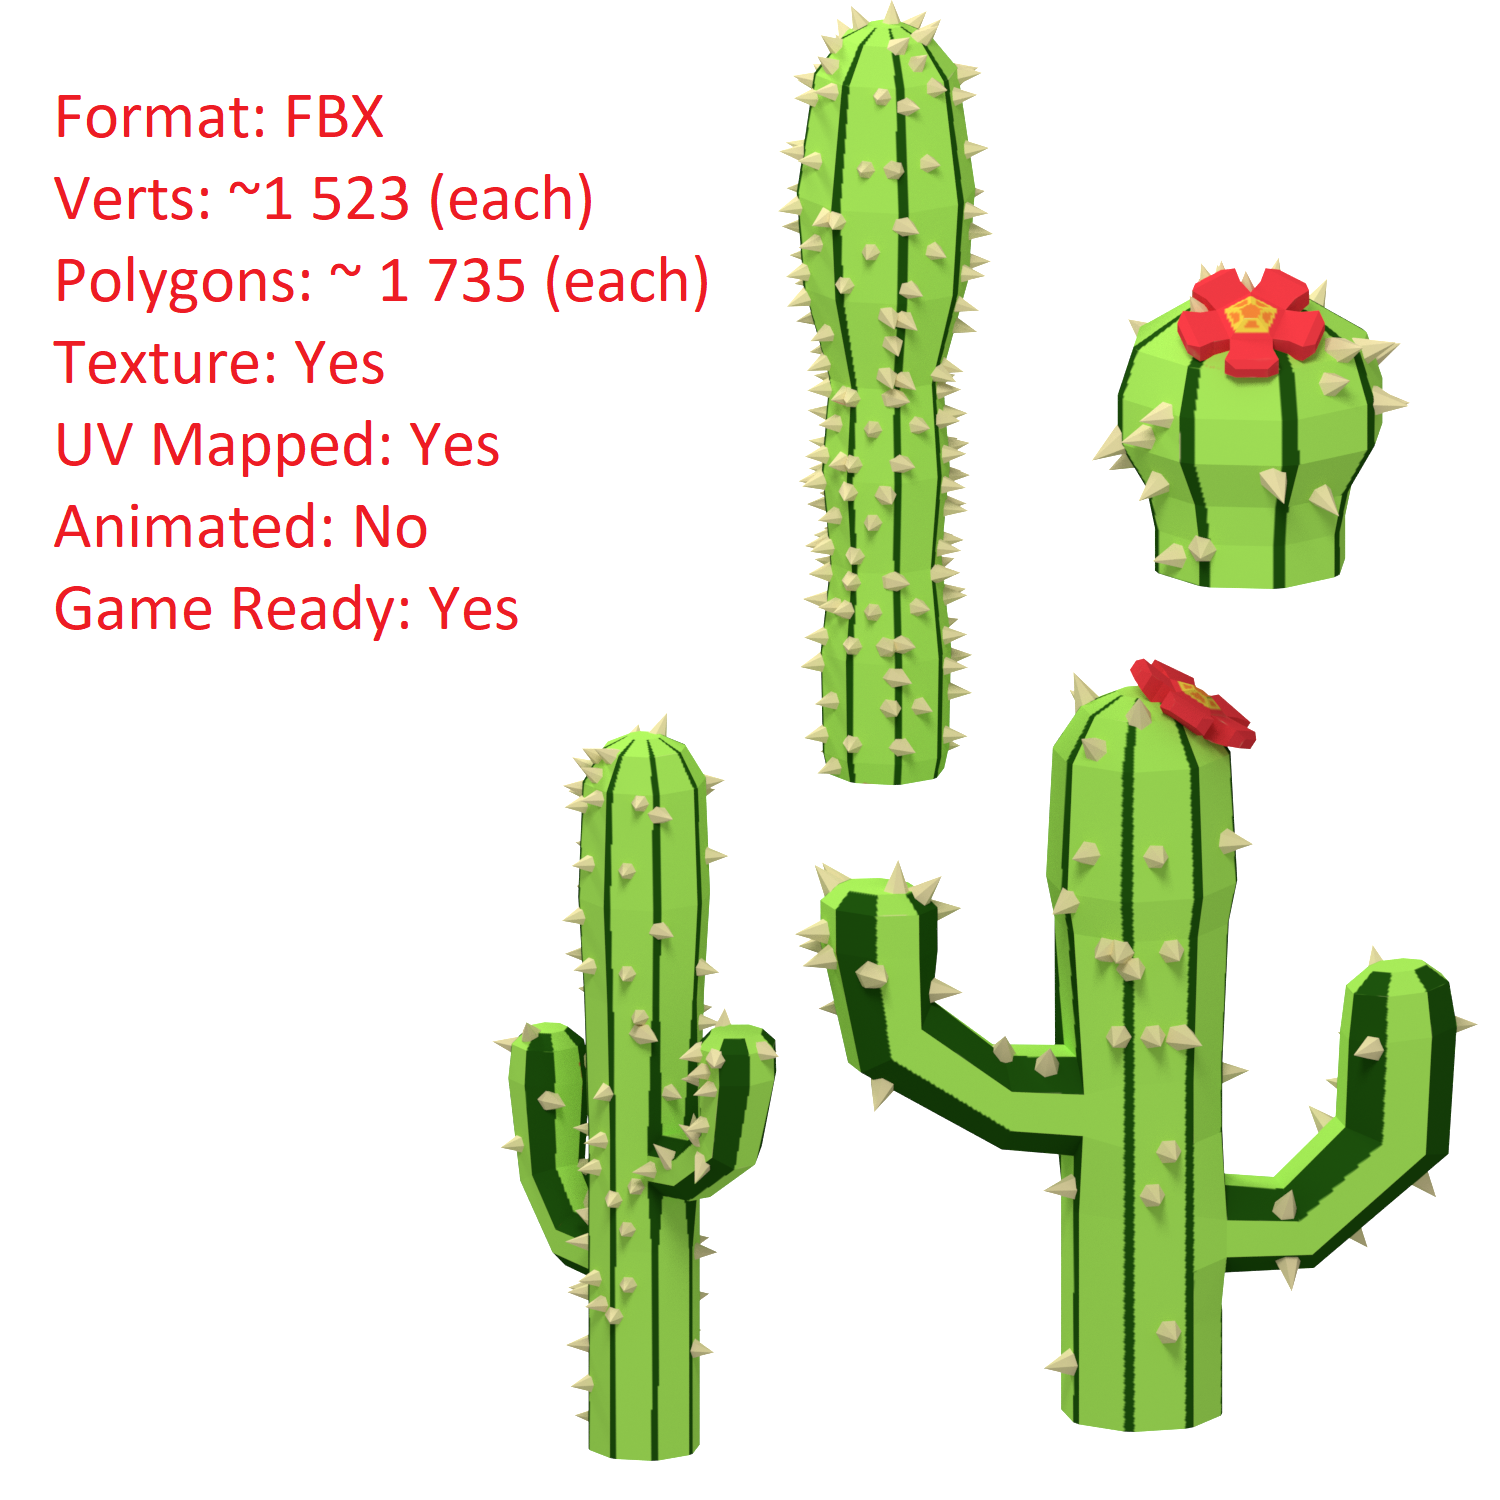 Format: FBX
Verts: ~1 523 (each)
Polygons: ~ 1 735 (each)
Texture: Yes
UV Mapped: Yes
Animated: No
Game Ready: Yes